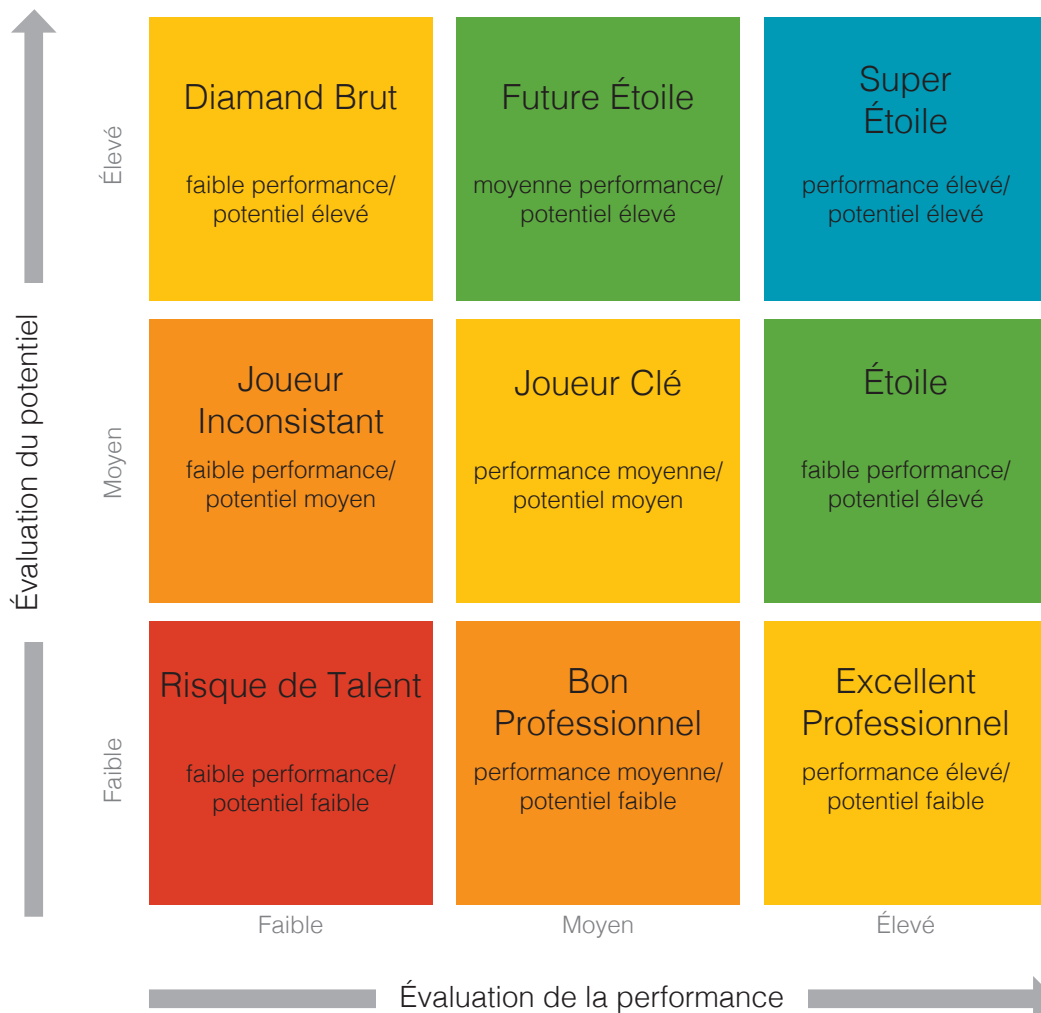 Évaluation du potentiel
Élevé
Diamand Brut
faible performance/
potentiel élevé
Future Étoile
moyenne performance/
potentiel élevé
Super
Étoile
performance élevé/
potentiel élevé
Moyen
Joueur
Inconsistant
faible performance/
potentiel moyen
Joueur Clé
performance moyenne/
potentiel moyen
Étoile
faible performance/
potentiel élevé
Faible
Risque de Talent
faible performance/
potentiel faible
Bon
Professionnel
performance moyenne/
potentiel faible
Excellent
Professionnel
performance élevé/
potentiel faible
Faible
Moyen
Élevé
Évaluation de la performance